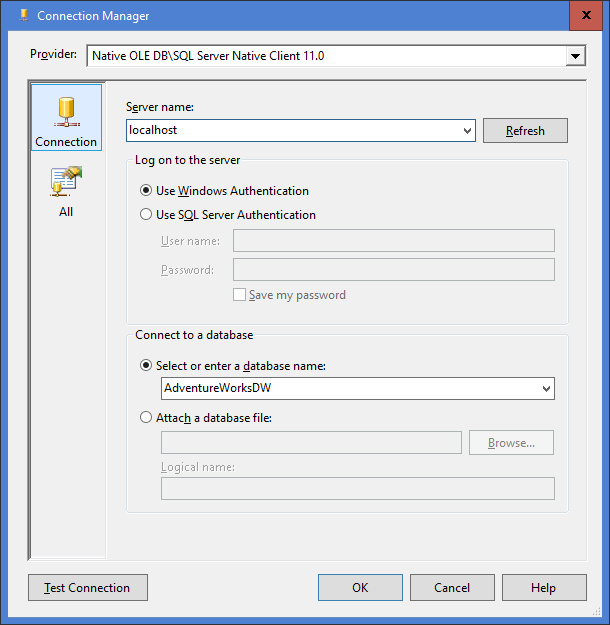 Connection Manager
Provider: Native OLE DB\SQL Server Native Client 11.0
Connection
All
Server name:
localhost
Refresh
Log on to the server
Use Windows Authentication
Use SQL Server Authentication
User name:
Password:
Save my password
Connect to a database
Select or enter a database name:
AdventureWorksDW
Attach a database file:
Browse...
Logical name:
Test Connection
OK
Cancel
Help